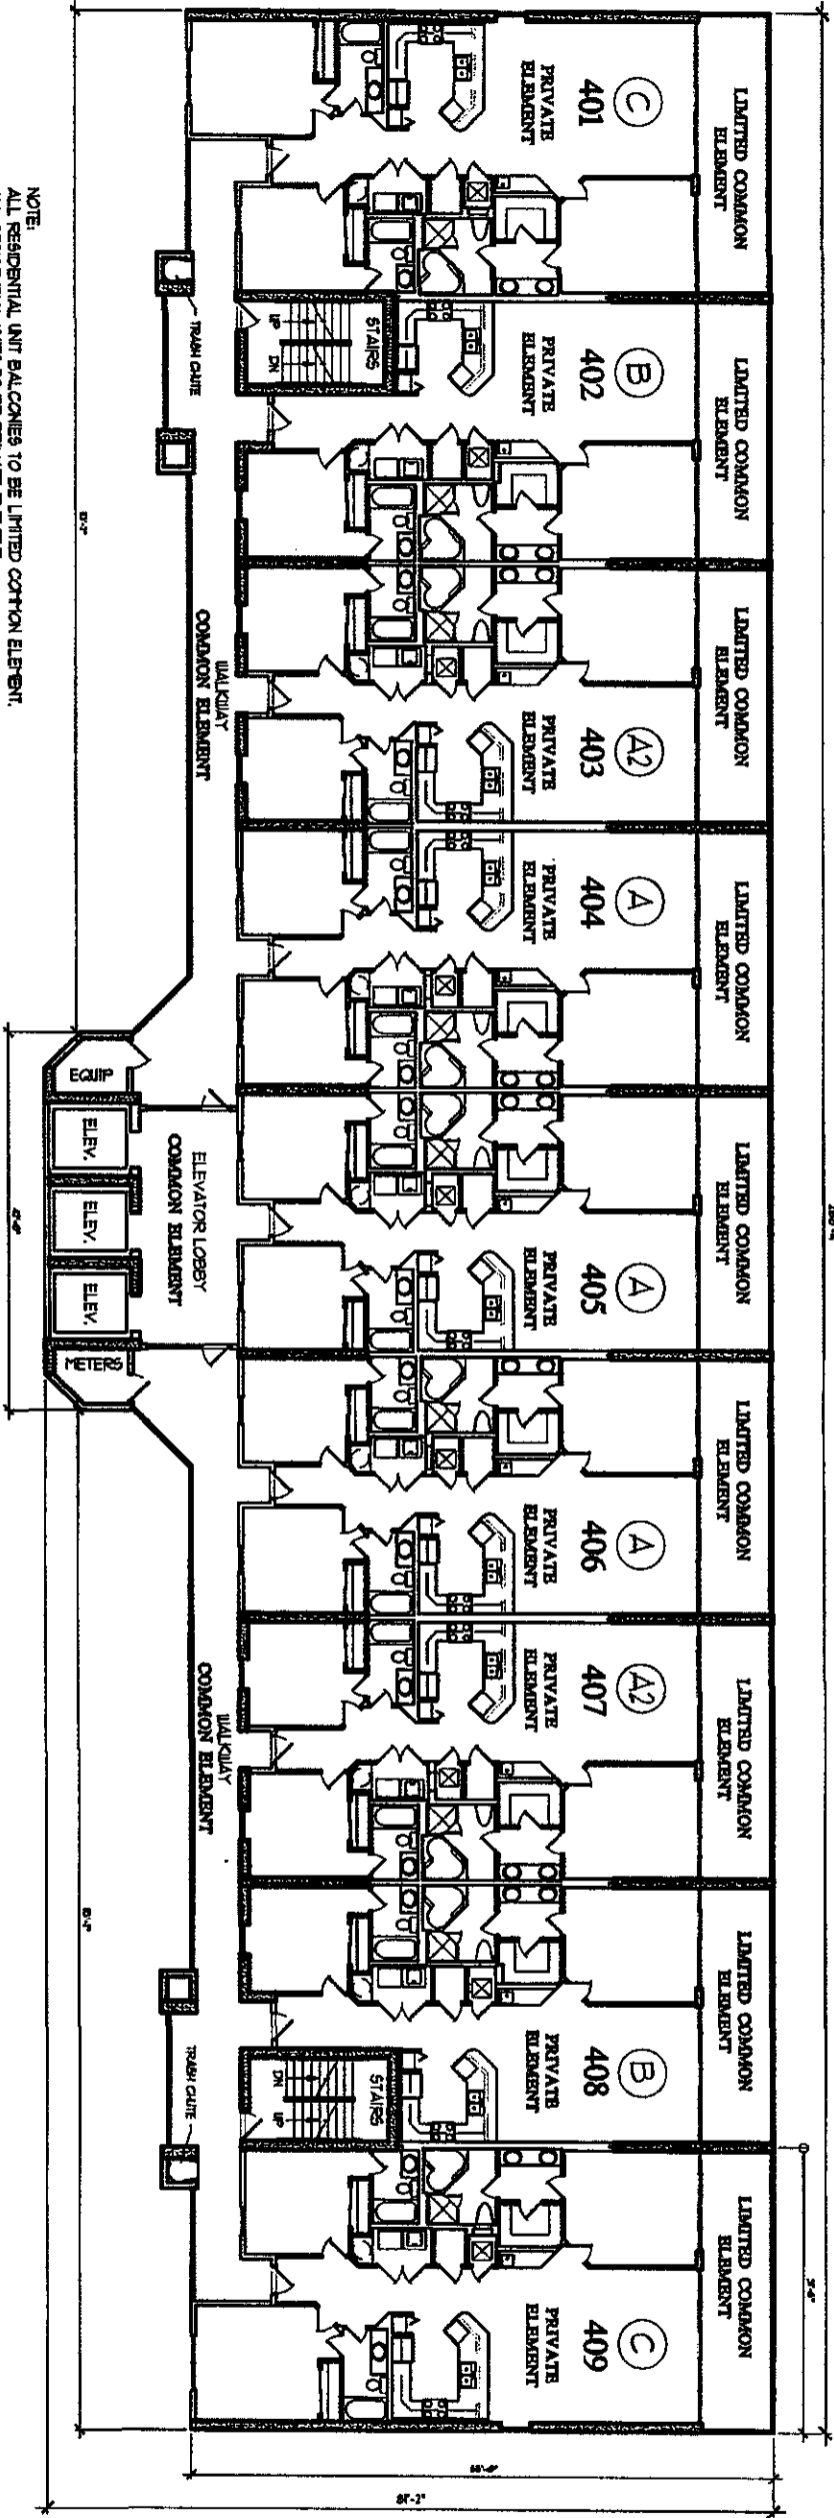 LIMITED COMMON
ELEMENT
C
401
PRIVATE
ELEMENT
LIMITED COMMON
ELEMENT
B
402
PRIVATE
ELEMENT
STAIRS
UP
DN
TRASH CHUTE
LIMITED COMMON
ELEMENT
A2
403
PRIVATE
ELEMENT
WALKWAY
COMMON ELEMENT
LIMITED COMMON
ELEMENT
A
404
PRIVATE
ELEMENT
LIMITED COMMON
ELEMENT
A
405
PRIVATE
ELEMENT
EQUIP
ELEV.
ELEV.
ELEV.
METERS
ELEVATOR LOBBY
COMMON ELEMENT
LIMITED COMMON
ELEMENT
A
406
PRIVATE
ELEMENT
LIMITED COMMON
ELEMENT
A2
407
PRIVATE
ELEMENT
WALKWAY
COMMON ELEMENT
LIMITED COMMON
ELEMENT
B
408
PRIVATE
ELEMENT
STAIRS
DN
UP
TRASH CHUTE
LIMITED COMMON
ELEMENT
C
409
PRIVATE
ELEMENT
81'-2"
NOTE:
ALL RESIDENTIAL UNIT BALCONIES TO BE LIMITED COMMON ELEMENT.